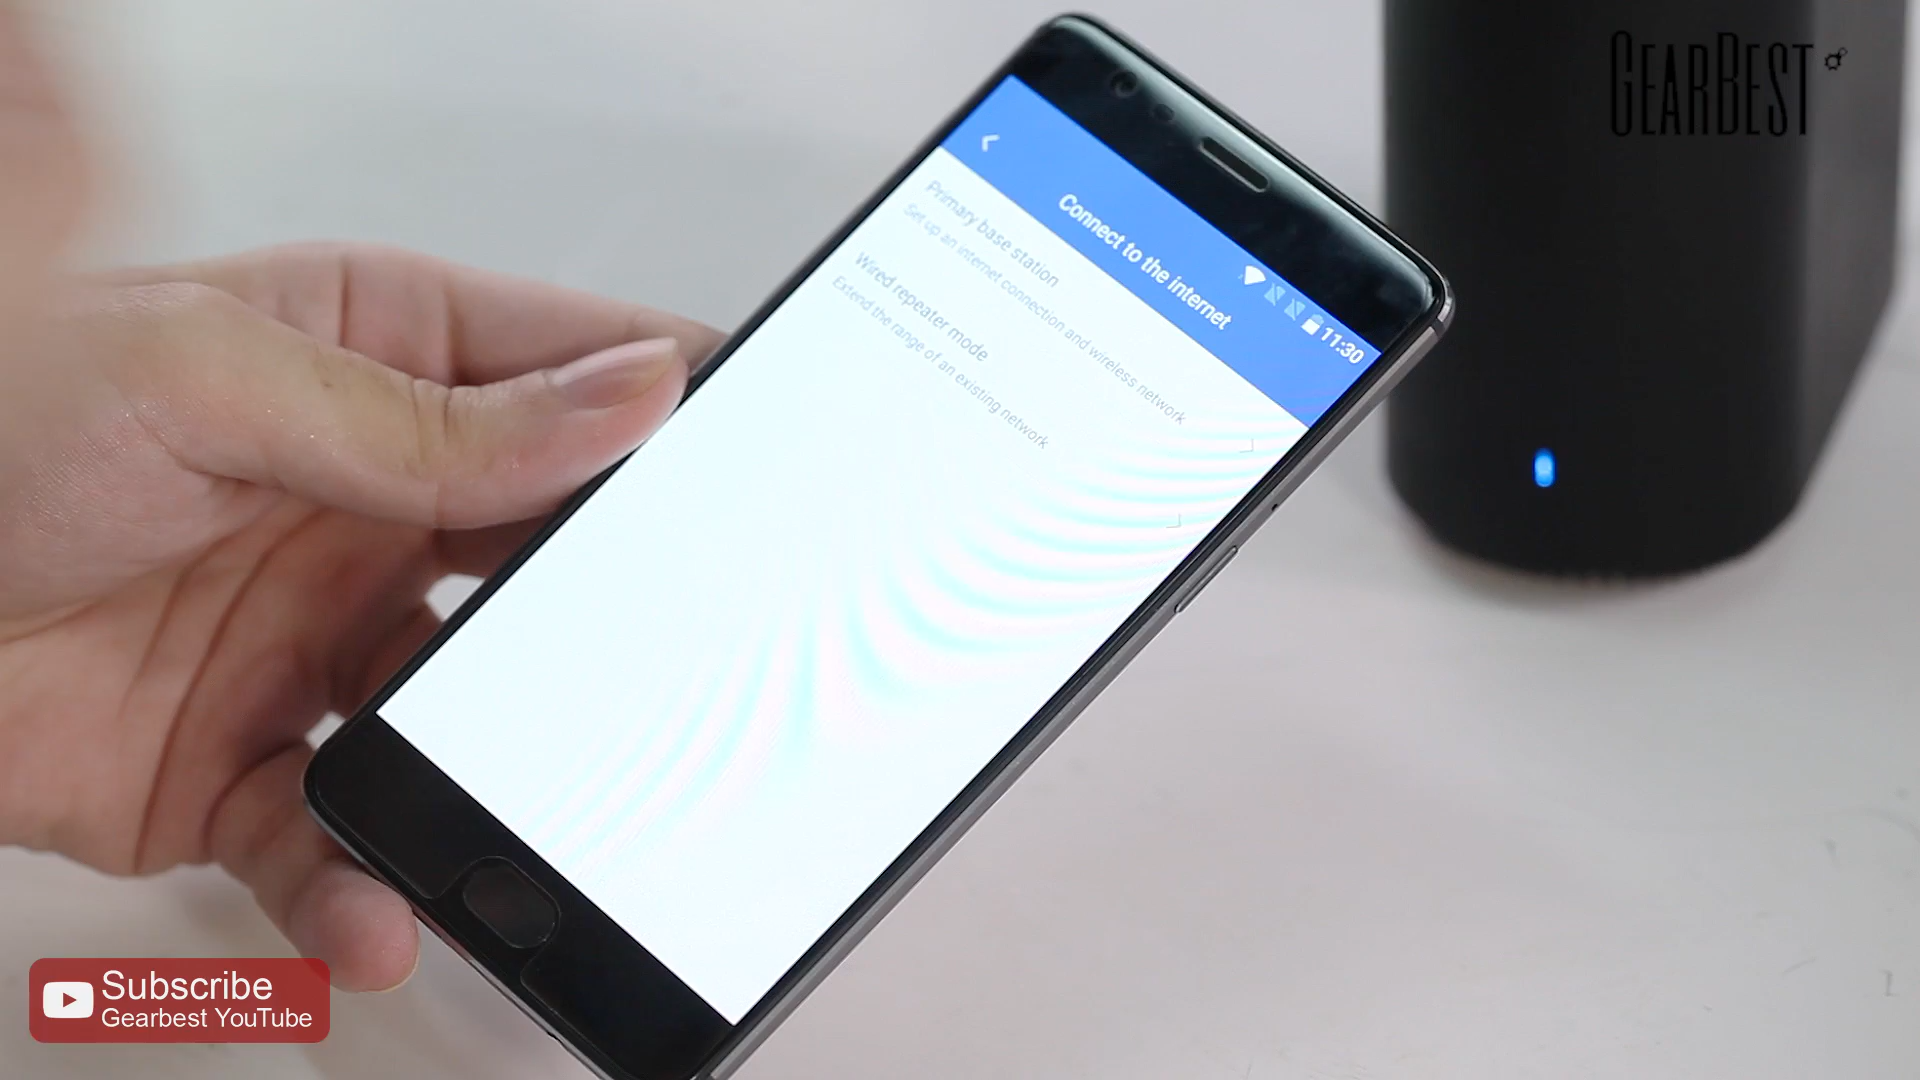 GEARBEST
11:30
Connect to the internet
Primary base station
Set up an internet connection and wireless network
Wired repeater mode
Extend the range of an existing network
Subscribe
Gearbest YouTube